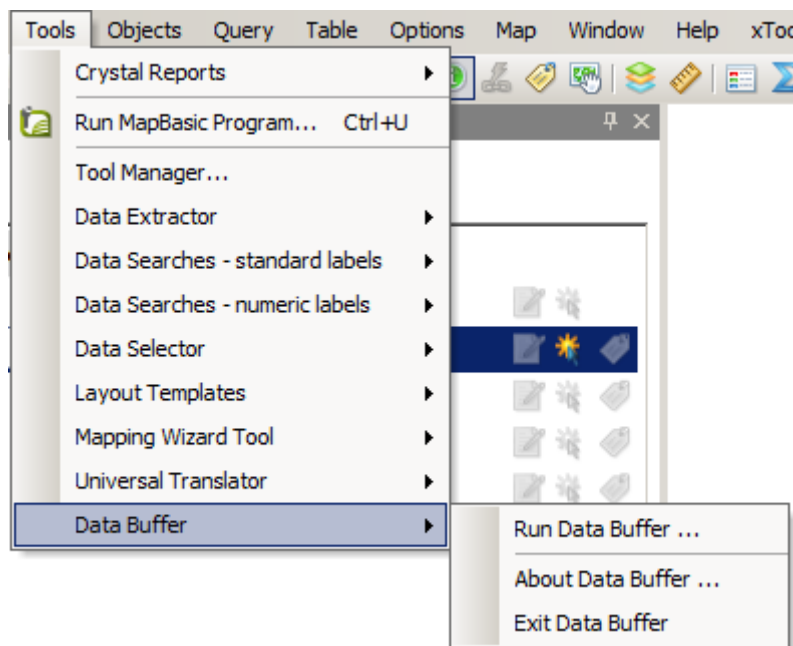 Tools Objects Query Table Options Map Window Help xToo
Crystal Reports
Run MapBasic Program... Ctrl+U
Tool Manager...
Data Extractor
Data Searches - standard labels
Data Searches - numeric labels
Data Selector
Layout Templates
Mapping Wizard Tool
Universal Translator
Data Buffer
Run Data Buffer ...
About Data Buffer ...
Exit Data Buffer